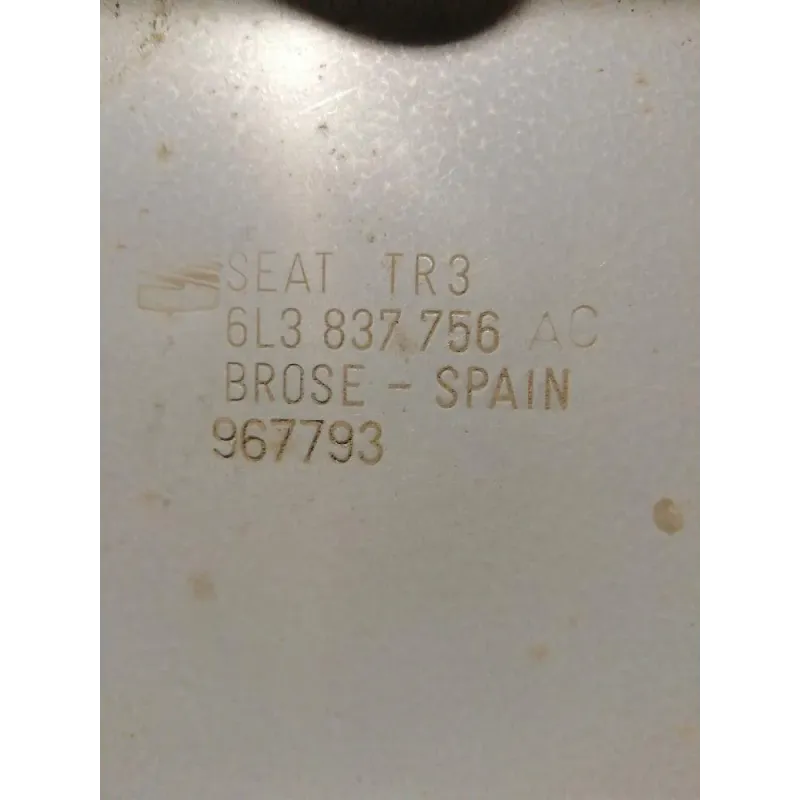 SEAT TR3
6L3 837 756 AC
BROSE - SPAIN
967793